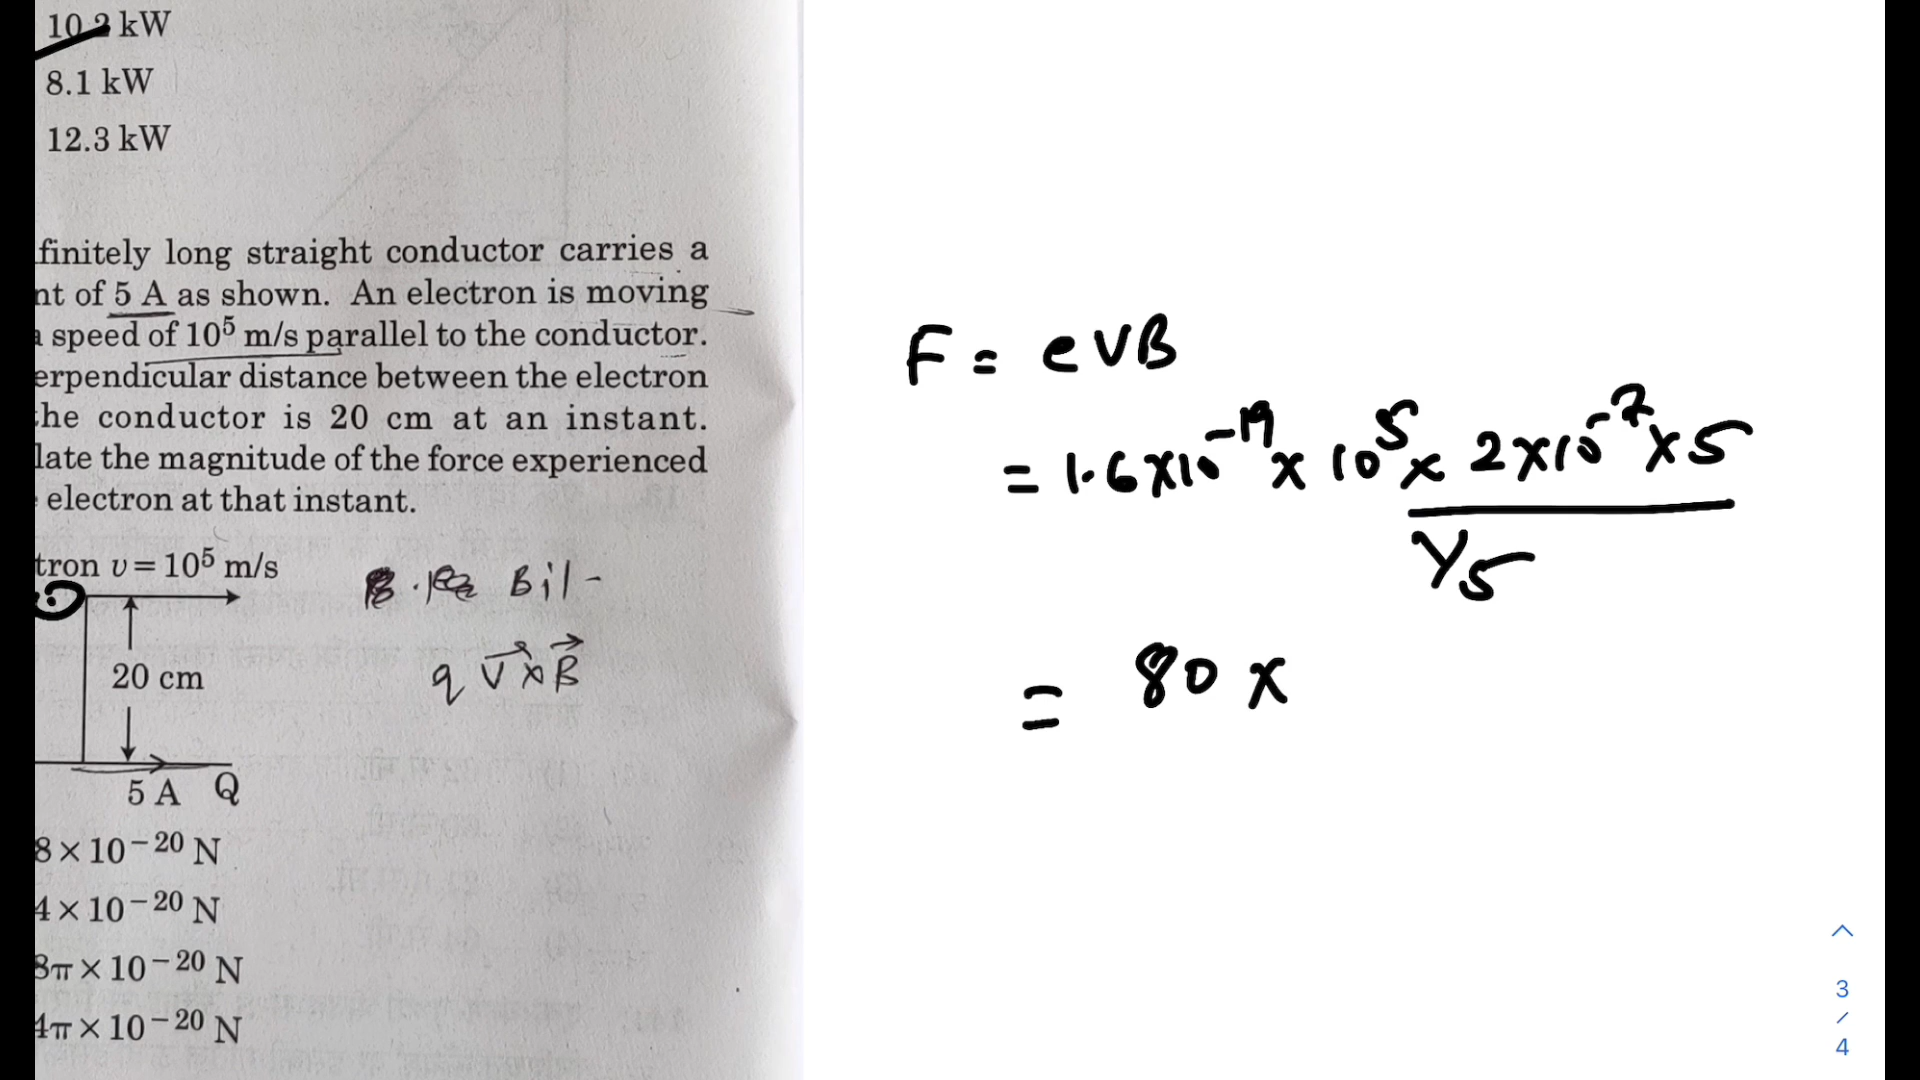 10.2 kW
8.1 kW
12.3 kW
finitely long straight conductor carries a
nt of 5 A as shown. An electron is moving
a speed of 10⁵ m/s parallel to the conductor.
erpendicular distance between the electron
he conductor is 20 cm at an instant.
late the magnitude of the force experienced
electron at that instant.
tron v = 10⁵ m/s
20 cm
5 A Q
8 × 10⁻²⁰ N
4 × 10⁻²⁰ N
8π × 10⁻²⁰ N
4π × 10⁻²⁰ N
Bil -
q V⃗ × B⃗
F = eVB
= 1.6 × 10⁻¹⁹ × 10⁵ × 2 × 10⁻⁷ × 5
1/5
= 80 ×
3
/
4